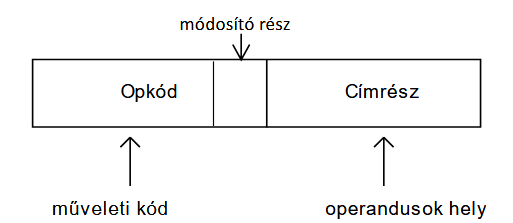 módosító rész
Opkód
Címrész
műveleti kód
operandusok hely